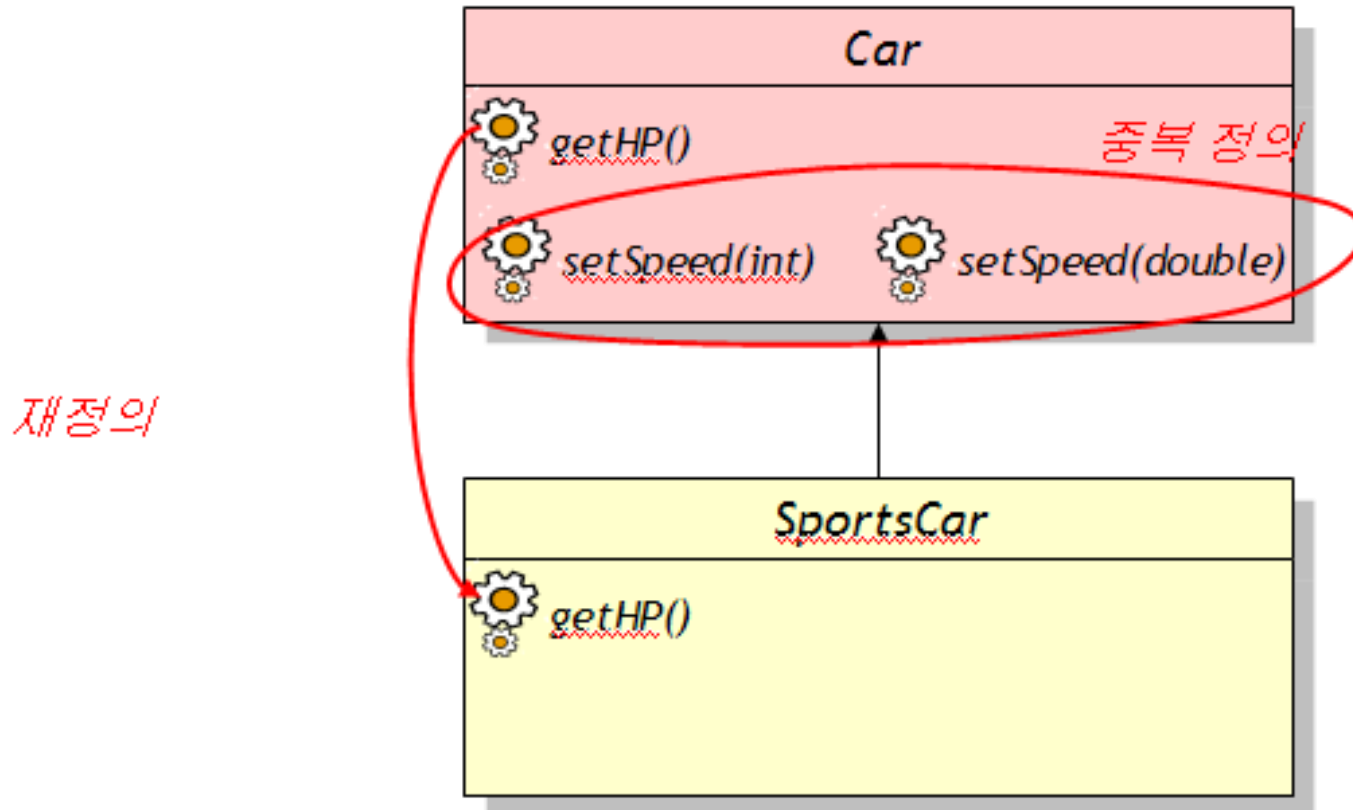 Car
getHP()
중복 정의
setSpeed(int)
setSpeed(double)
재정의
SportsCar
getHP()